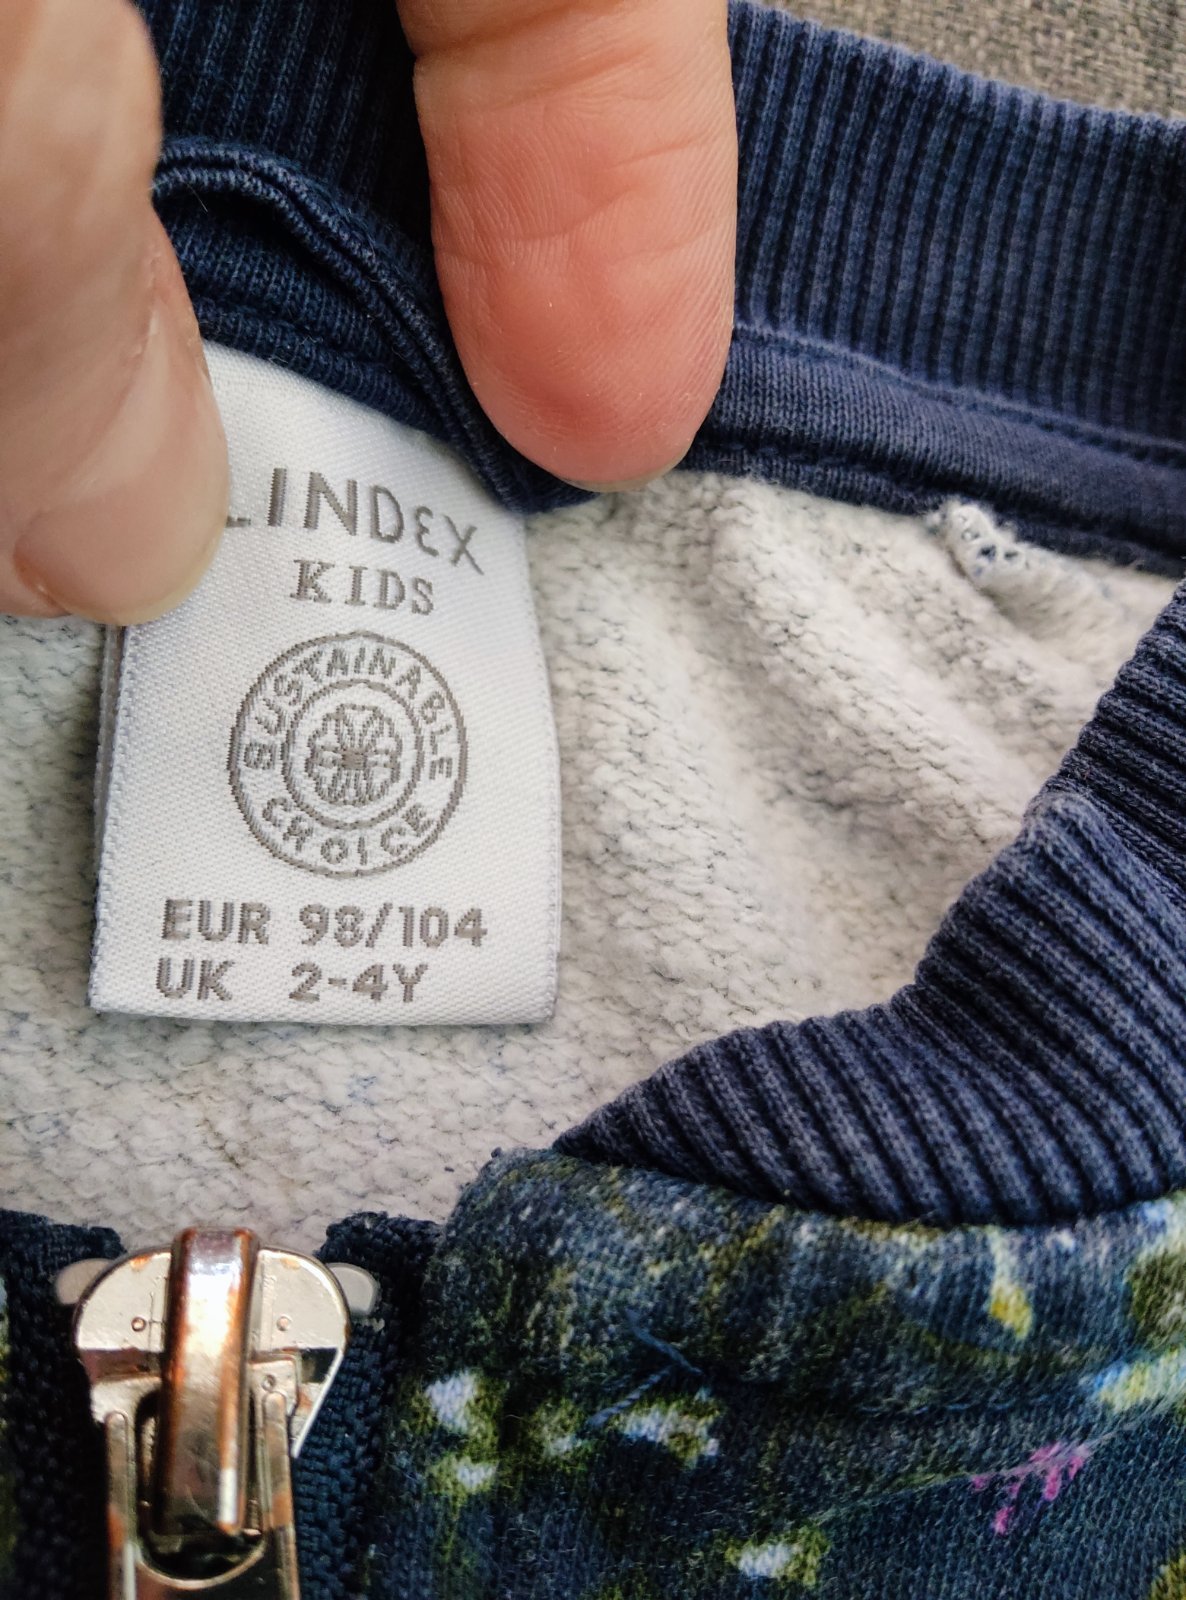 LINDEX
KIDS
SUSTAINABLE
CHOICE
EUR 98/104
UK 2-4Y